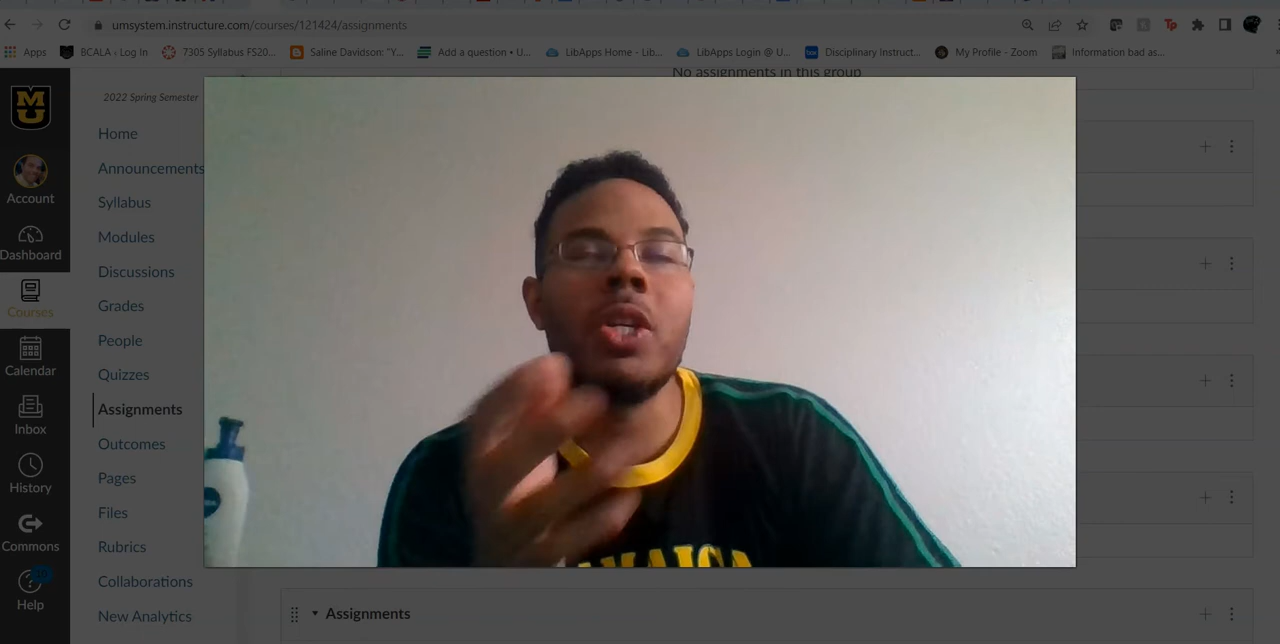 umsystem.instructure.com/courses/121424/assignments
Apps BCALA : Log In 7305 Syllabus FS20... Saline Davidson: "Y... Add a question • U... LibApps Home - Lib... LibApps Login @ U... Disciplinary Instruct... My Profile - Zoom Information bad as...
No assignments in this group
2022 Spring Semester
Home
Announcements
Account
Syllabus
Modules
Dashboard
Discussions
Courses
Grades
People
Calendar
Quizzes
Assignments
Inbox
Outcomes
History
Pages
Files
Commons
Rubrics
Collaborations
Help
New Analytics
Assignments
JAMAICA